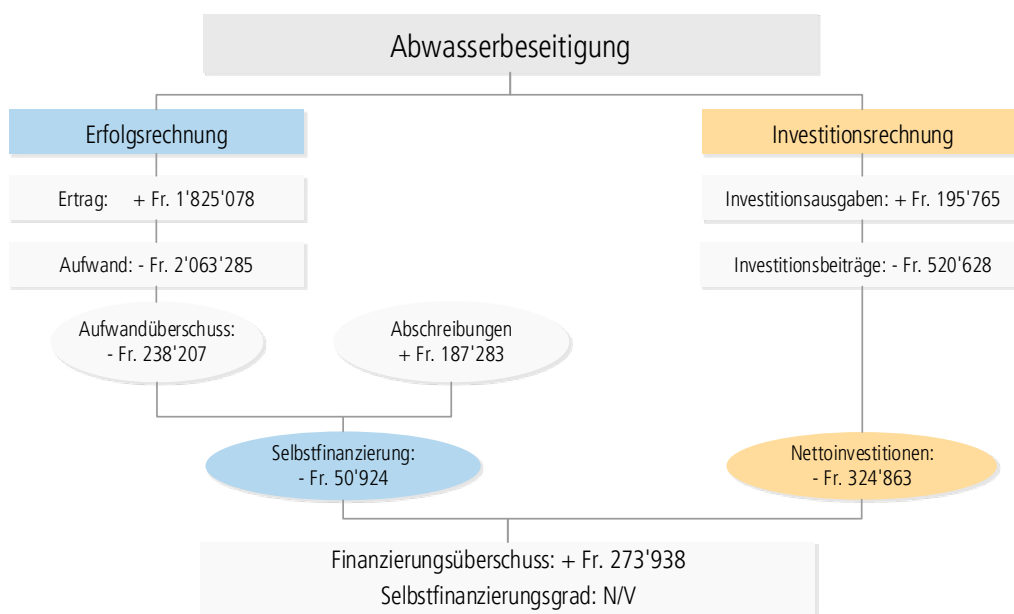 Abwasserbeseitigung
Erfolgsrechnung
Investitionsrechnung
Ertrag: + Fr. 1'825'078
Investitionsausgaben: + Fr. 195'765
Aufwand: - Fr. 2'063'285
Investitionsbeiträge: - Fr. 520'628
Aufwandüberschuss:
- Fr. 238'207
Abschreibungen
+ Fr. 187'283
Selbstfinanzierung:
- Fr. 50'924
Nettoinvestitionen:
- Fr. 324'863
Finanzierungsüberschuss: + Fr. 273'938
Selbstfinanzierungsgrad: N/V